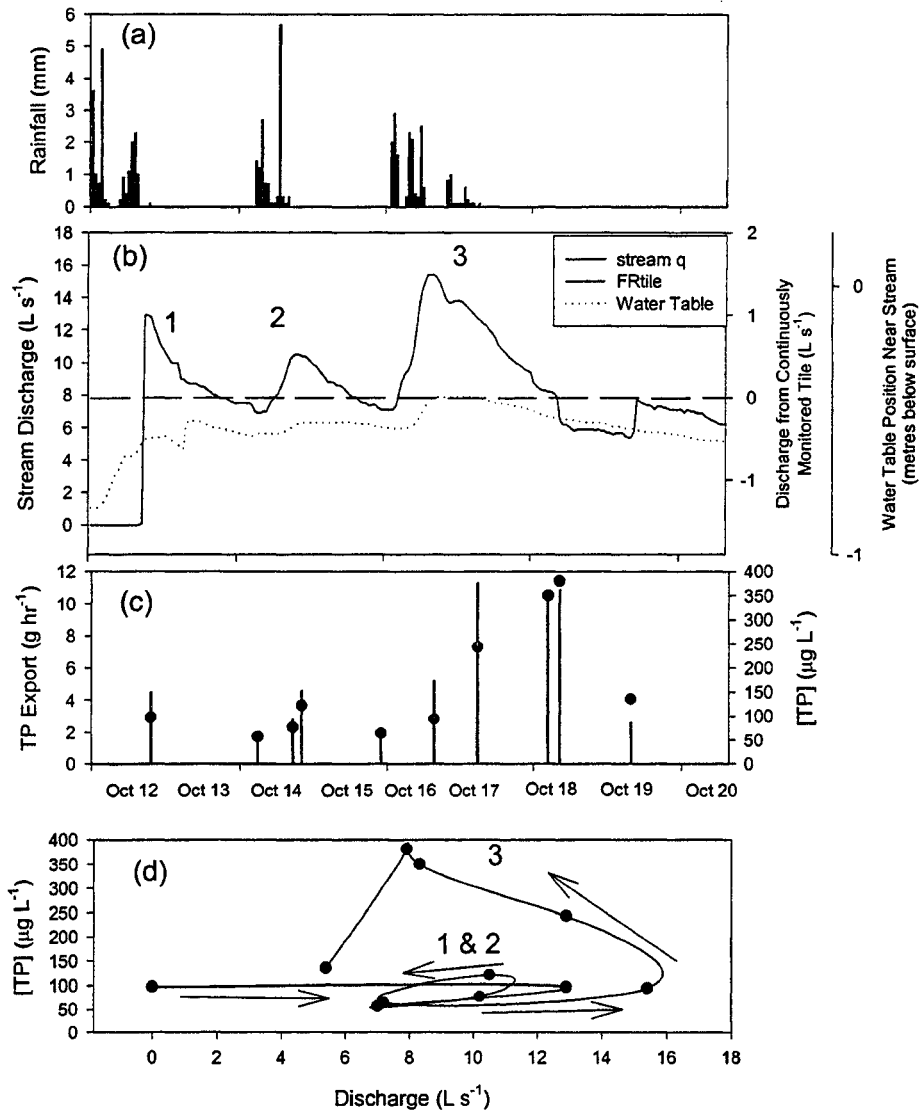 (a)
Rainfall (mm)
6
5
4
3
2
1
0
(b)
Stream Discharge (L s⁻¹)
18
16
14
12
10
8
6
4
2
0
1
2
3
stream q
FRtile
Water Table
2
1
0
-1
Discharge from Continuously
Monitored Tile (L s⁻¹)
0
-1
Water Table Position Near Stream
(metres below surface)
(c)
TP Export (g hr⁻¹)
12
10
8
6
4
2
0
400
350
300
250
200
150
100
50
0
[TP] (µg L⁻¹)
Oct 12 Oct 13 Oct 14 Oct 15 Oct 16 Oct 17 Oct 18 Oct 19 Oct 20
(d)
[TP] (µg L⁻¹)
400
350
300
250
200
150
100
50
0
3
1 & 2
0 2 4 6 8 10 12 14 16 18
Discharge (L s⁻¹)